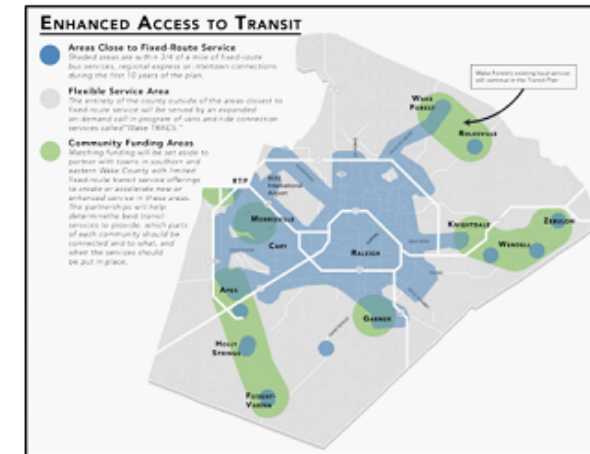 ENHANCED ACCESS TO TRANSIT
Areas Close to Fixed-Route Service
Shaded areas are within 3/4 of a mile of fixed-route
bus services, regional express or intertown connections
during the first 10 years of the plan.
Flexible Service Area
The entirety of the county outside of the areas closest to
fixed-route service will be served by an expanded
on-demand call in program of vans and ride connection
services called "Wake TRACS."
Community Funding Areas
Matching funding will be set aside to
partner with towns in southern and
eastern Wake County with limited
fixed-route transit service offerings
to create or accelerate new or
enhanced service in these areas.
The partnerships will help
determine the best transit
services to provide, which parts
of each community should be
connected and to what, and
when the services should
be put in place.
Wake Forest's existing local service
will continue in the Transit Plan
WAKE
FOREST
ROLESVILLE
RTP
RDU
International
Airport
MORRISVILLE
CARY
RALEIGH
KNIGHTDALE
ZEBULON
WENDELL
APEX
GARNER
HOLLY
SPRINGS
FUQUAY-
VARINA